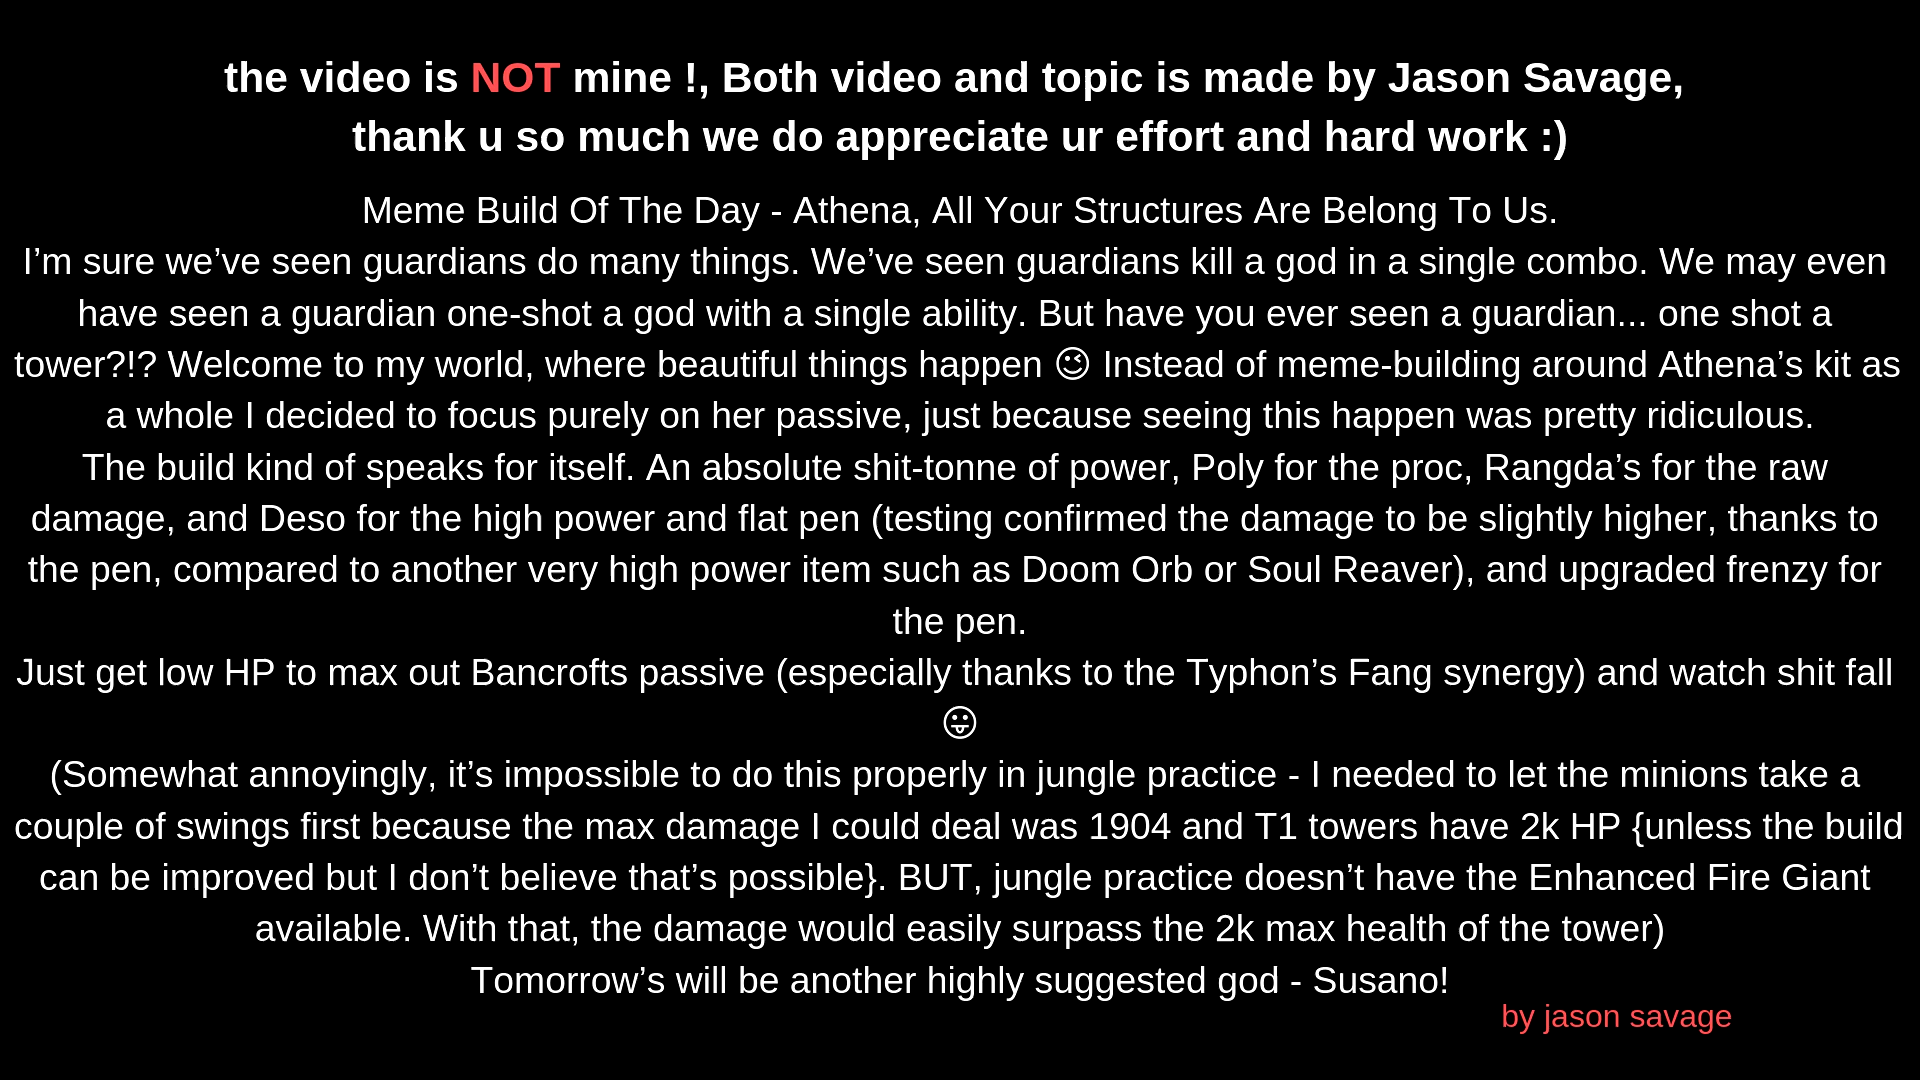 the video is NOT mine !, Both video and topic is made by Jason Savage,
thank u so much we do appreciate ur effort and hard work :)
Meme Build Of The Day - Athena, All Your Structures Are Belong To Us.
I’m sure we’ve seen guardians do many things. We’ve seen guardians kill a god in a single combo. We may even
have seen a guardian one-shot a god with a single ability. But have you ever seen a guardian... one shot a
tower?!? Welcome to my world, where beautiful things happen 😉 Instead of meme-building around Athena’s kit as
a whole I decided to focus purely on her passive, just because seeing this happen was pretty ridiculous.
The build kind of speaks for itself. An absolute shit-tonne of power, Poly for the proc, Rangda’s for the raw
damage, and Deso for the high power and flat pen (testing confirmed the damage to be slightly higher, thanks to
the pen, compared to another very high power item such as Doom Orb or Soul Reaver), and upgraded frenzy for
the pen.
Just get low HP to max out Bancrofts passive (especially thanks to the Typhon’s Fang synergy) and watch shit fall
😛
(Somewhat annoyingly, it’s impossible to do this properly in jungle practice - I needed to let the minions take a
couple of swings first because the max damage I could deal was 1904 and T1 towers have 2k HP {unless the build
can be improved but I don’t believe that’s possible}. BUT, jungle practice doesn’t have the Enhanced Fire Giant
available. With that, the damage would easily surpass the 2k max health of the tower)
Tomorrow’s will be another highly suggested god - Susano!
by jason savage